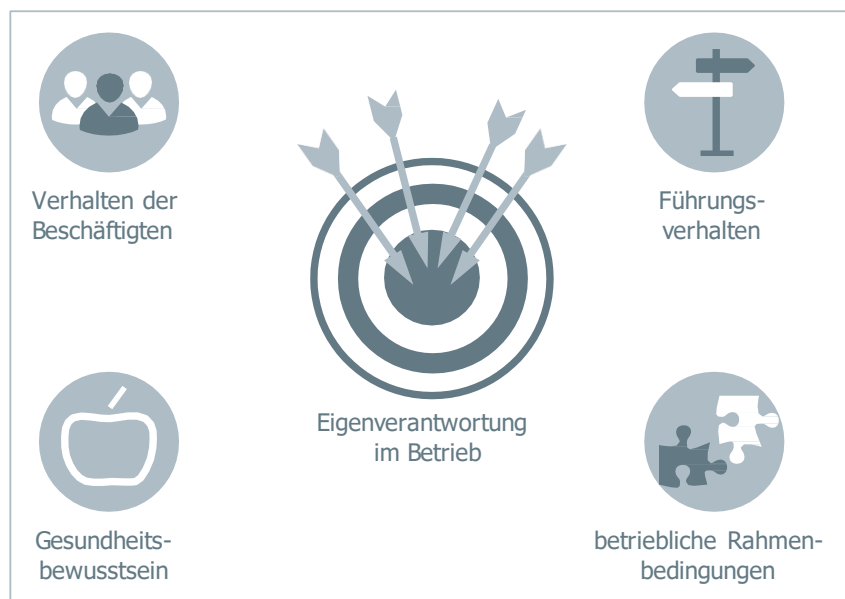 Verhalten der
Beschäftigten
Führungs-
verhalten
Eigenverantwortung
im Betrieb
Gesundheits-
bewusstsein
betriebliche Rahmen-
bedingungen